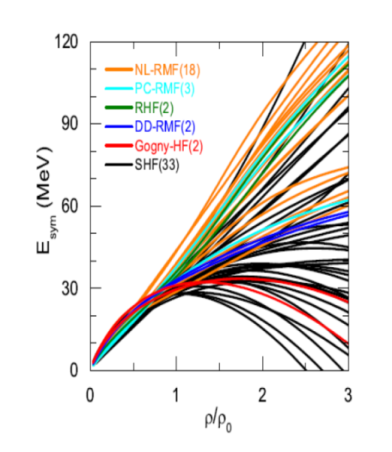 120
90
60
30
0
E_sym (MeV)
NL-RMF(18)
PC-RMF(3)
RHF(2)
DD-RMF(2)
Gogny-HF(2)
SHF(33)
0 1 2 3
ρ/ρ₀